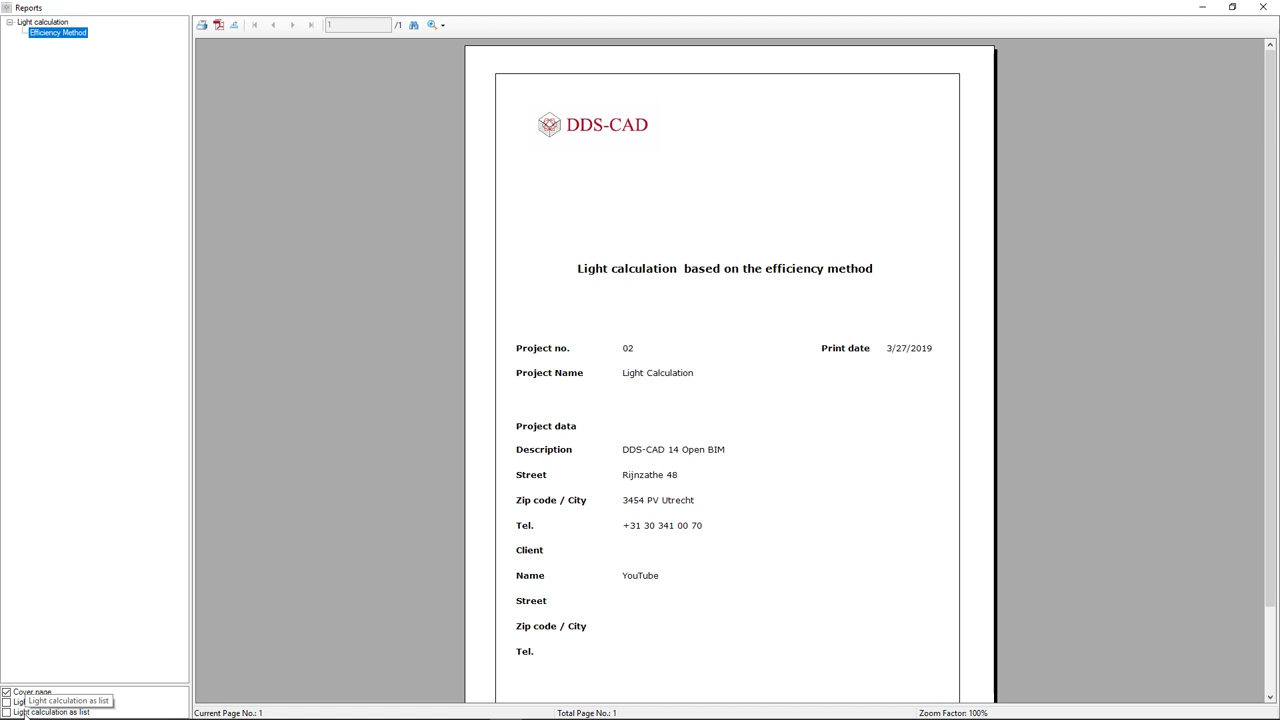 Reports
Light calculation
Efficiency Method
1 /1
DDS-CAD
Light calculation based on the efficiency method
Project no. 02 Print date 3/27/2019
Project Name Light Calculation
Project data
Description DDS-CAD 14 Open BIM
Street Rijnzathe 48
Zip code / City 3454 PV Utrecht
Tel. +31 30 341 00 70
Client
Name YouTube
Street
Zip code / City
Tel.
Cover page
Light calculation as list
Light calculation as list
Current Page No.: 1 Total Page No.: 1 Zoom Factor: 100%